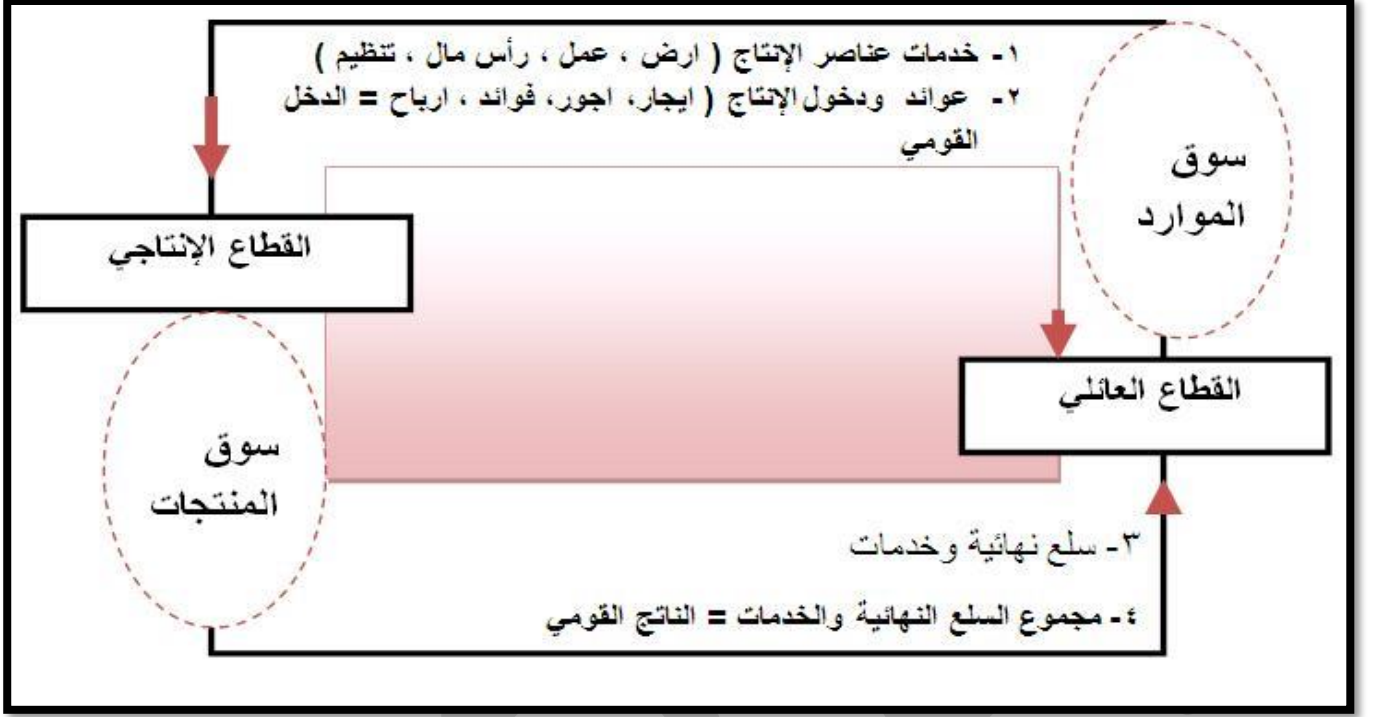 ١- خدمات عناصر الإنتاج ( ارض ، عمل ، رأس مال ، تنظيم )
٢- عوائد ودخول الإنتاج ( ايجار، اجور، فوائد ، ارباح = الدخل
القومي
سوق
الموارد
القطاع الإنتاجي
القطاع العائلي
سوق
المنتجات
٣- سلع نهائية وخدمات
٤- مجموع السلع النهائية والخدمات = الناتج القومي